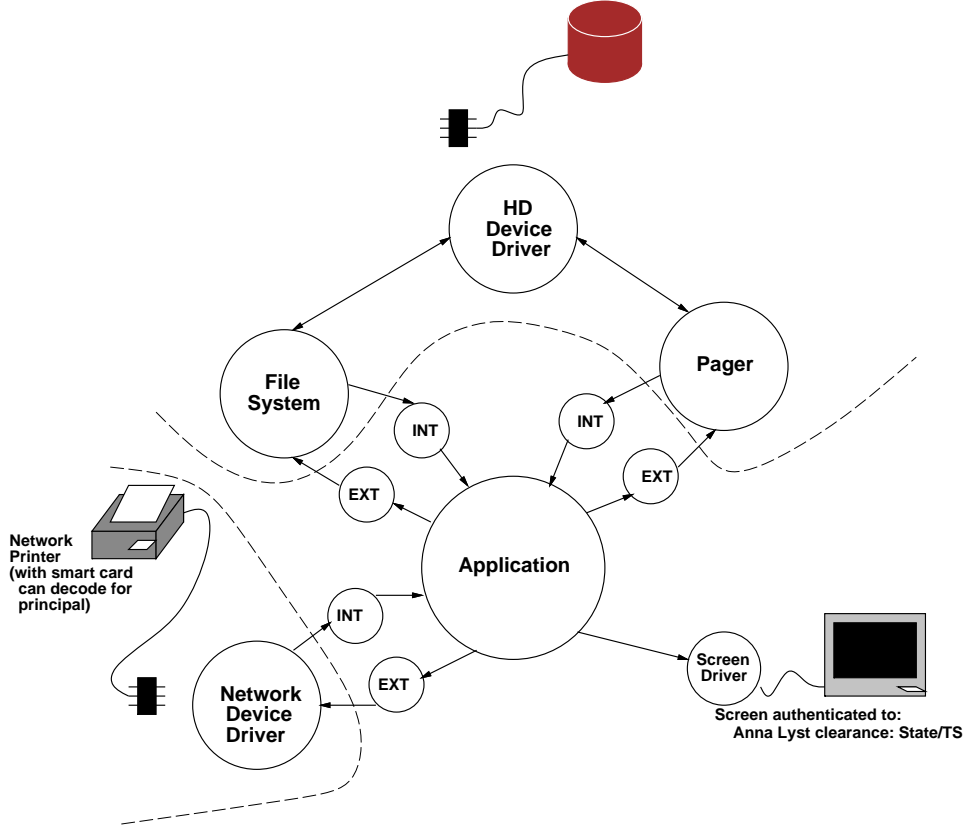 HD
Device
Driver
File
System
Pager
INT
INT
EXT
EXT
Application
Network
Printer
(with smart card
can decode for
principal)
INT
EXT
Network
Device
Driver
Screen
Driver
Screen authenticated to:
Anna Lyst clearance: State/TS